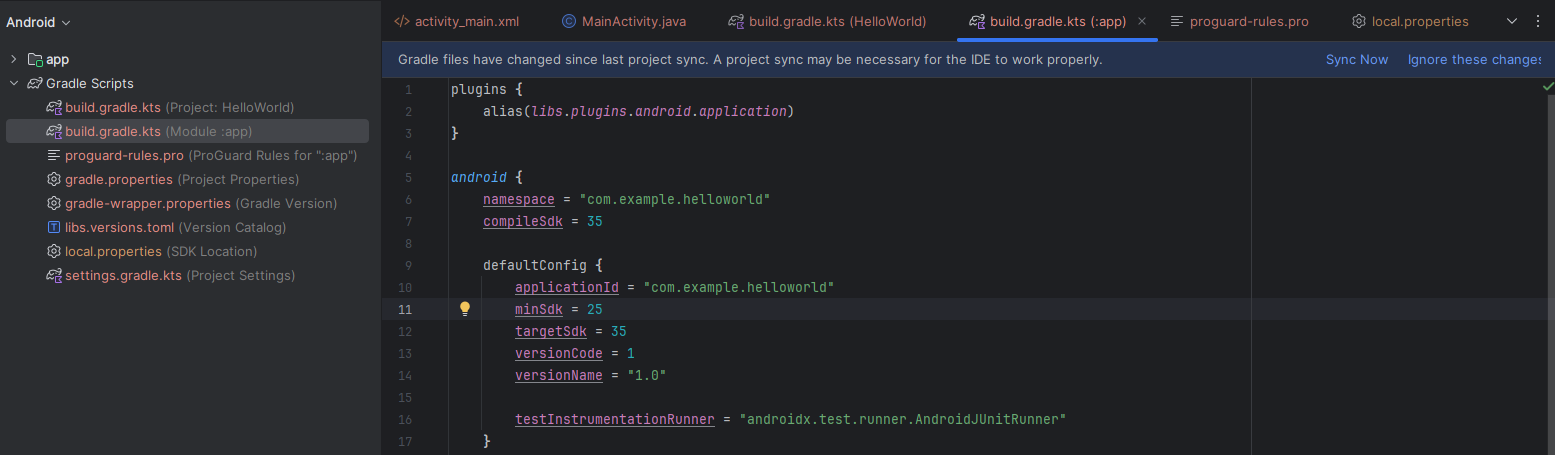 Android
activity_main.xml
MainActivity.java
build.gradle.kts (HelloWorld)
build.gradle.kts (:app)
proguard-rules.pro
local.properties
app
Gradle Scripts
build.gradle.kts (Project: HelloWorld)
build.gradle.kts (Module :app)
proguard-rules.pro (ProGuard Rules for ":app")
gradle.properties (Project Properties)
gradle-wrapper.properties (Gradle Version)
libs.versions.toml (Version Catalog)
local.properties (SDK Location)
settings.gradle.kts (Project Settings)
Gradle files have changed since last project sync. A project sync may be necessary for the IDE to work properly.
Sync Now
Ignore these changes
1 plugins {
2 alias(libs.plugins.android.application)
3 }
4
5 android {
6 namespace = "com.example.helloworld"
7 compileSdk = 35
8
9 defaultConfig {
10 applicationId = "com.example.helloworld"
11 minSdk = 25
12 targetSdk = 35
13 versionCode = 1
14 versionName = "1.0"
15
16 testInstrumentationRunner = "androidx.test.runner.AndroidJUnitRunner"
17 }